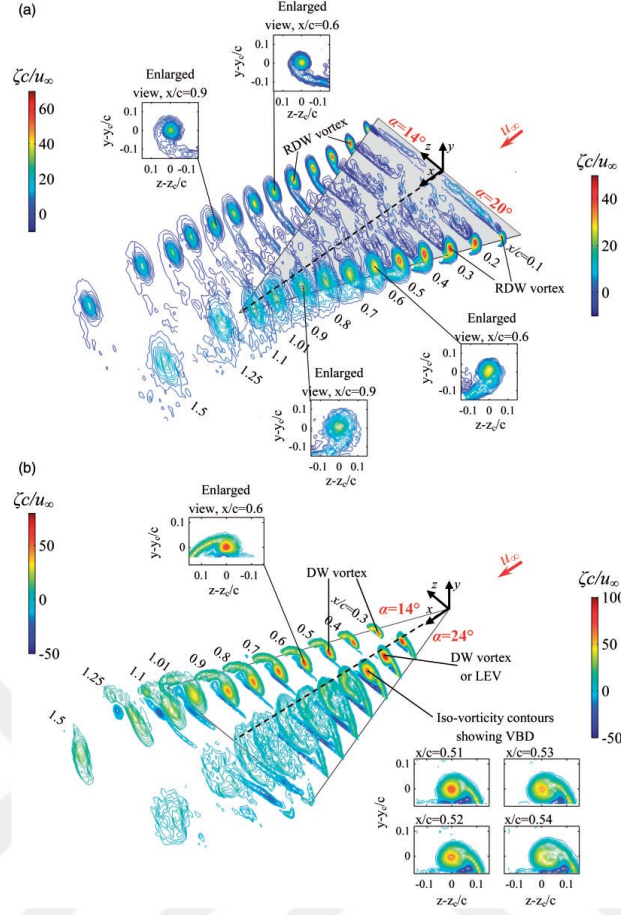 (a)
Enlarged
view, x/c=0.6
ζc/u∞
60
40
20
0
y-yc/c
0.1
0
-0.1
0.1 0 -0.1
z-zc/c
Enlarged
view, x/c=0.9
y-yc/c
0.1
0
-0.1
0.1 0 -0.1
z-zc/c
RDW vortex
α=14°
z
y
x
u∞
α=20°
ζc/u∞
40
20
0
x/c=0.1
0.2
0.3
0.4
0.5
0.6
0.7
0.8
0.9
1.01
1.1
1.25
1.5
RDW vortex
Enlarged
view, x/c=0.6
y-yc/c
0.1
0
-0.1
-0.1 0 0.1
z-zc/c
Enlarged
view, x/c=0.9
y-yc/c
0.1
0
-0.1
-0.1 0 0.1
z-zc/c
(b)
ζc/u∞
50
0
-50
Enlarged
view, x/c=0.6
y-yc/c
0.1
0
0.1 0 -0.1
z-zc/c
DW vortex
u∞
z
y
x
α=14°
α=24°
x/c=0.3
0.4
0.5
0.6
0.7
0.8
0.9
1.01
1.1
1.25
1.5
ζc/u∞
100
50
0
-50
DW vortex
or LEV
Iso-vorticity contours
showing VBD
x/c=0.51
x/c=0.53
0.1
0
x/c=0.52
x/c=0.54
y-yc/c
0.1
0
-0.1 0 0.1
-0.1 0 0.1
z-zc/c
z-zc/c